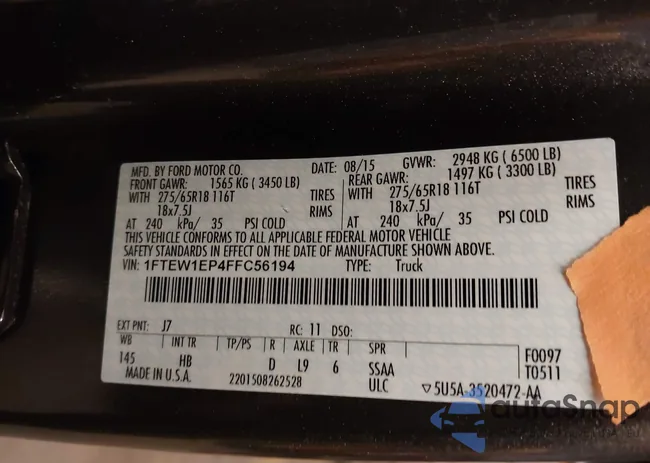 MFD. BY FORD MOTOR CO. DATE: 08/15 GVWR: 2948 KG ( 6500 LB)
FRONT GAWR: 1565 KG ( 3450 LB) REAR GAWR: 1497 KG ( 3300 LB)
WITH 275/65R18 116T TIRES WITH 275/65R18 116T TIRES
18x7.5J RIMS 18x7.5J RIMS
AT 240 kPa/ 35 PSI COLD AT 240 kPa/ 35 PSI COLD
THIS VEHICLE CONFORMS TO ALL APPLICABLE FEDERAL MOTOR VEHICLE
SAFETY STANDARDS IN EFFECT ON THE DATE OF MANUFACTURE SHOWN ABOVE.
VIN: 1FTEW1EP4FFC56194 TYPE: Truck
EXT PNT: J7 RC: 11 DSO:
WB INT TR TP/PS R AXLE TR SPR F0097
145 HB D L9 6 SSAA T0511
MADE IN U.S.A. 2201508262528 ULC ▽5U5A-3520472-AA
autoSnap